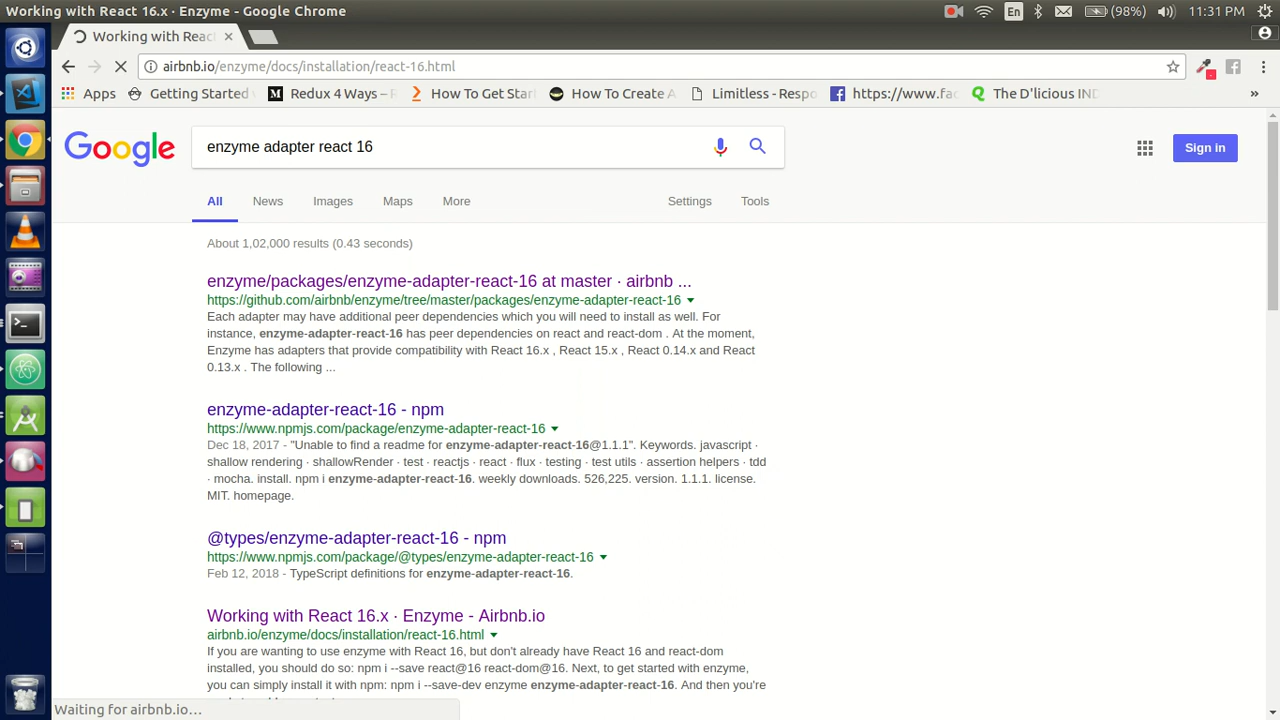 Working with React 16.x · Enzyme - Google Chrome
En
(98%)
11:31 PM
Working with Reac
airbnb.io/enzyme/docs/installation/react-16.html
Apps
Getting Started
Redux 4 Ways –
How To Get Star
How To Create A
Limitless - Respo
https://www.fac
The D'licious IND
»
Google
enzyme adapter react 16
Sign in
All
News
Images
Maps
More
Settings
Tools
About 1,02,000 results (0.43 seconds)
enzyme/packages/enzyme-adapter-react-16 at master · airbnb ...
https://github.com/airbnb/enzyme/tree/master/packages/enzyme-adapter-react-16
Each adapter may have additional peer dependencies which you will need to install as well. For
instance, enzyme-adapter-react-16 has peer dependencies on react and react-dom . At the moment,
Enzyme has adapters that provide compatibility with React 16.x , React 15.x , React 0.14.x and React
0.13.x . The following ...
enzyme-adapter-react-16 - npm
https://www.npmjs.com/package/enzyme-adapter-react-16
Dec 18, 2017 - "Unable to find a readme for enzyme-adapter-react-16@1.1.1". Keywords. javascript ·
shallow rendering · shallowRender · test · reactjs · react · flux · testing · test utils · assertion helpers · tdd
· mocha. install. npm i enzyme-adapter-react-16. weekly downloads. 526,225. version. 1.1.1. license.
MIT. homepage.
@types/enzyme-adapter-react-16 - npm
https://www.npmjs.com/package/@types/enzyme-adapter-react-16
Feb 12, 2018 - TypeScript definitions for enzyme-adapter-react-16.
Working with React 16.x · Enzyme - Airbnb.io
airbnb.io/enzyme/docs/installation/react-16.html
If you are wanting to use enzyme with React 16, but don't already have React 16 and react-dom
installed, you should do so: npm i --save react@16 react-dom@16. Next, to get started with enzyme,
you can simply install it with npm: npm i --save-dev enzyme enzyme-adapter-react-16. And then you're
Waiting for airbnb.io…